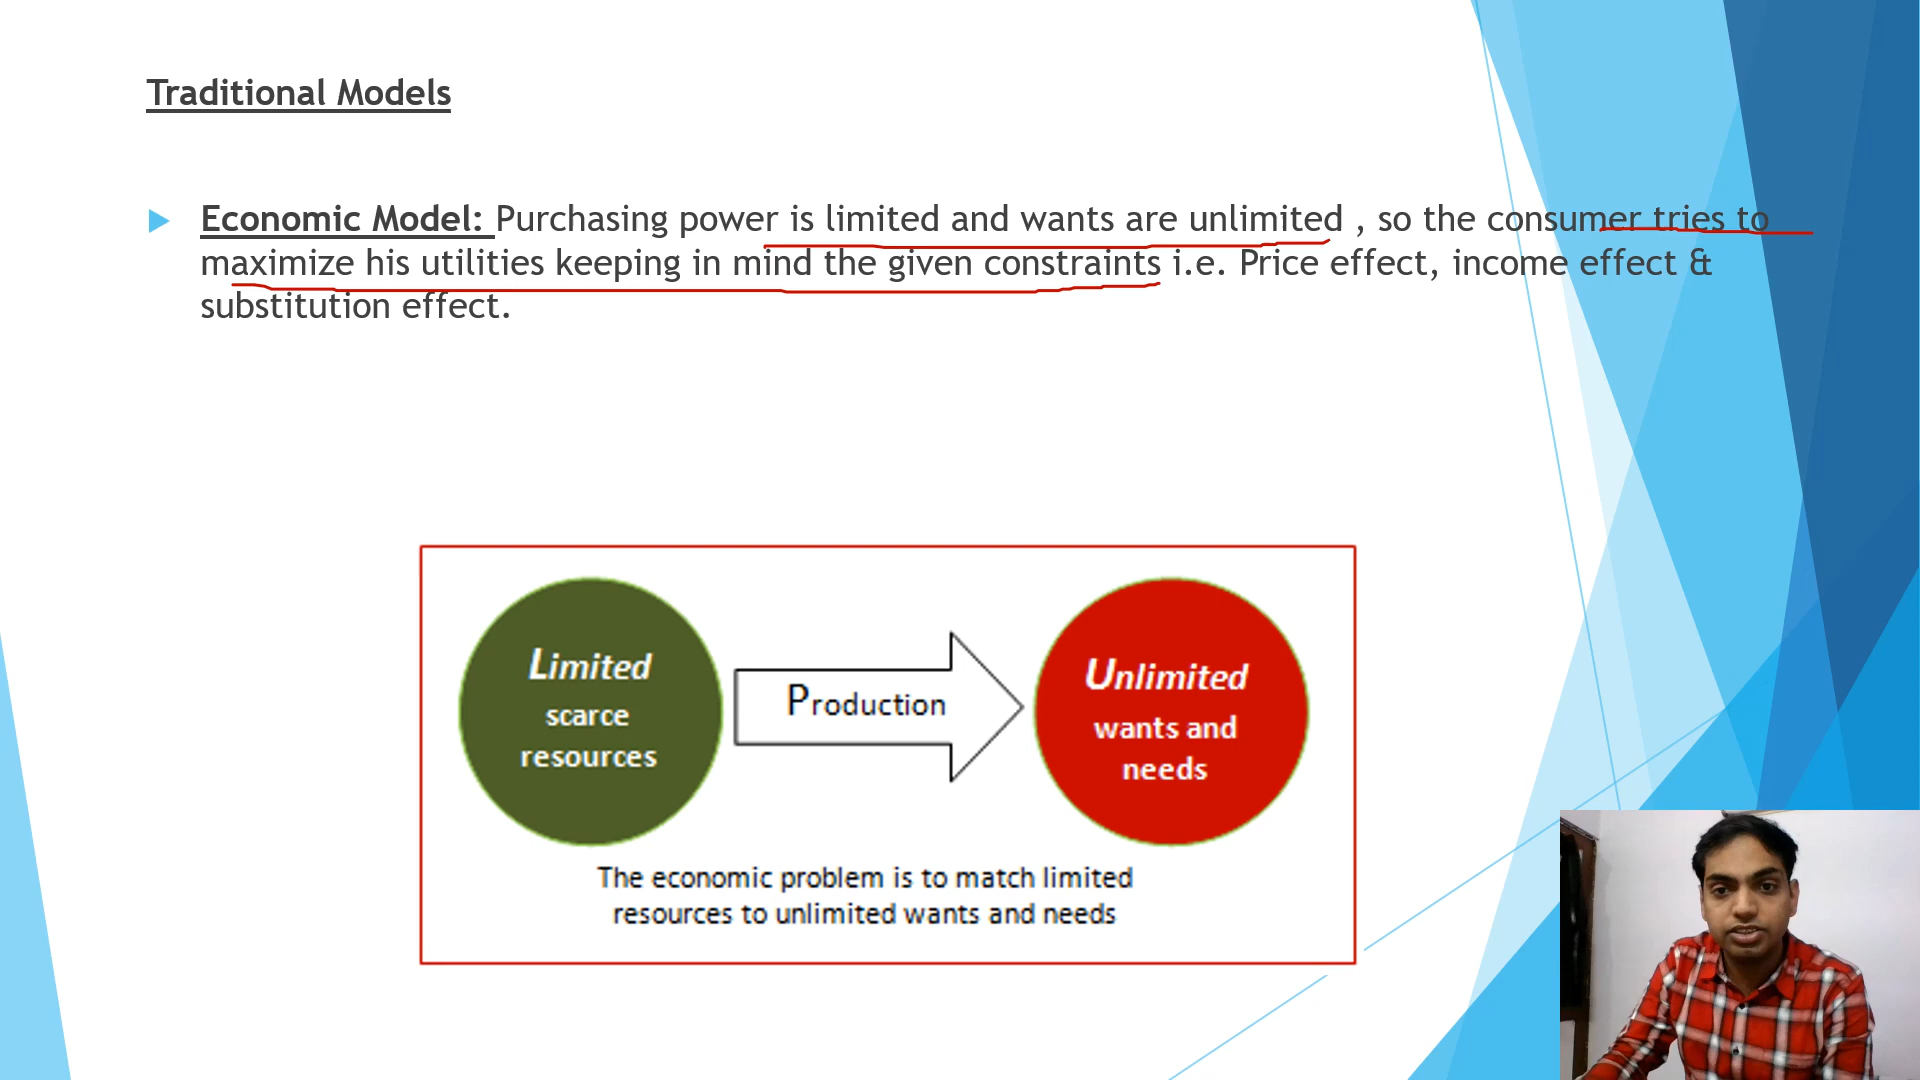 Traditional Models
Economic Model: Purchasing power is limited and wants are unlimited , so the consumer tries to
maximize his utilities keeping in mind the given constraints i.e. Price effect, income effect &
substitution effect.
Limited
scarce
resources
Production
Unlimited
wants and
needs
The economic problem is to match limited
resources to unlimited wants and needs